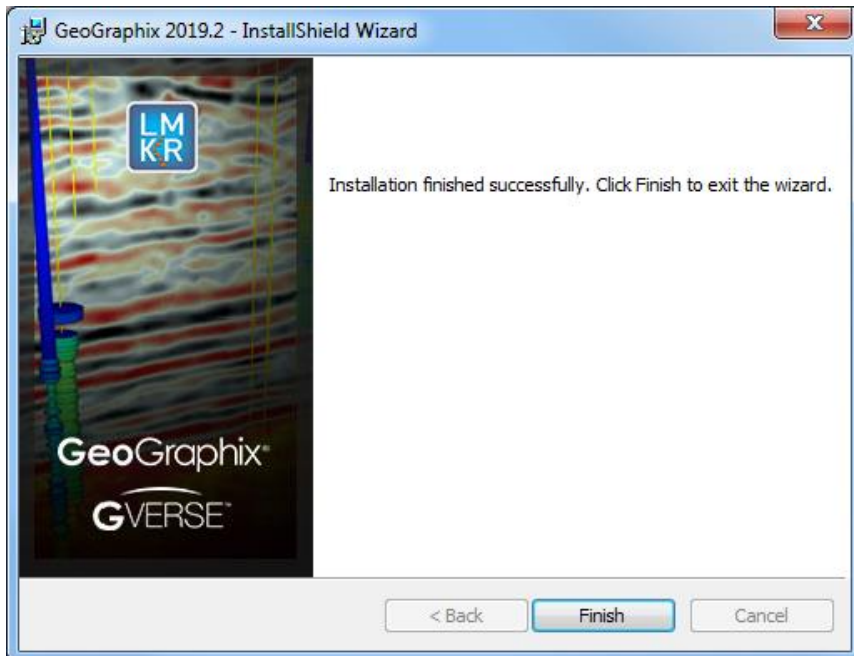 GeoGraphix 2019.2 - InstallShield Wizard
LM
KR
Installation finished successfully. Click Finish to exit the wizard.
GeoGraphix®
GVERSE™
< Back Finish Cancel